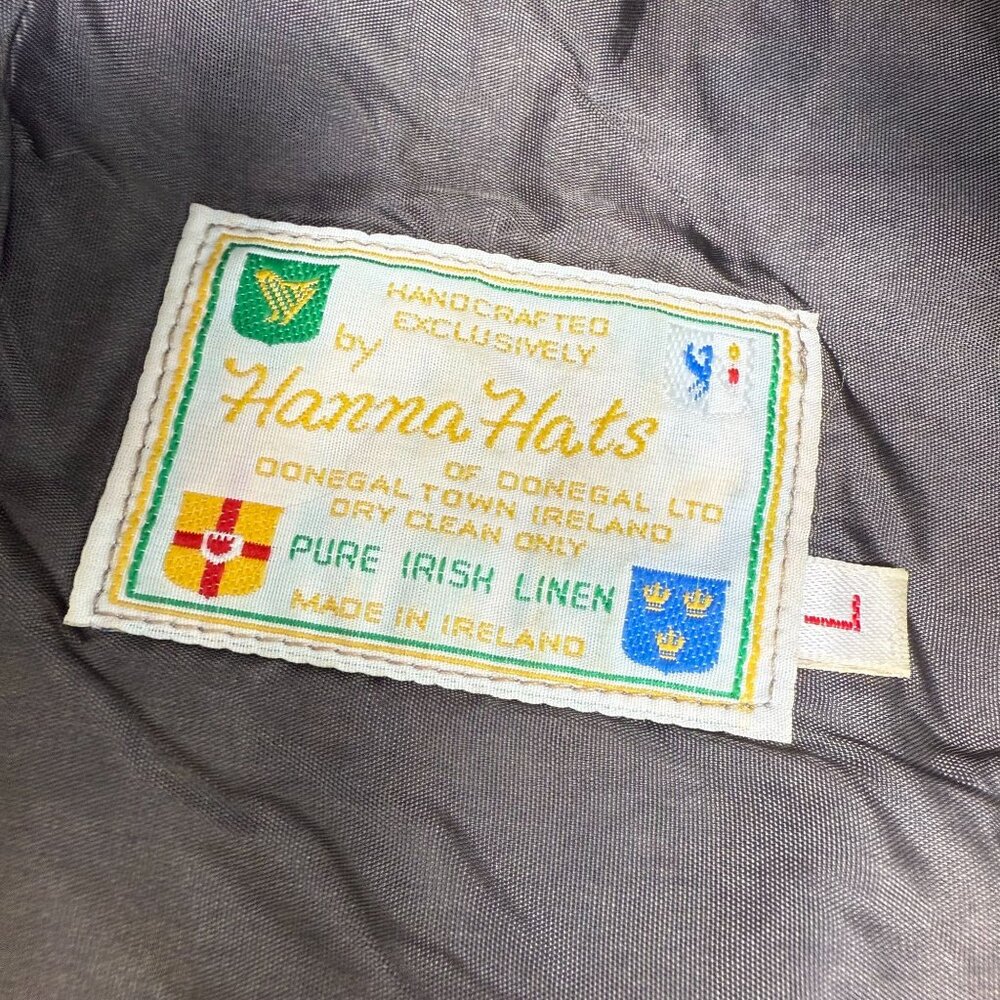 HANDCRAFTED
EXCLUSIVELY
by
Hanna Hats
OF DONEGAL LTD
DONEGAL TOWN IRELAND
DRY CLEAN ONLY
PURE IRISH LINEN
MADE IN IRELAND
L